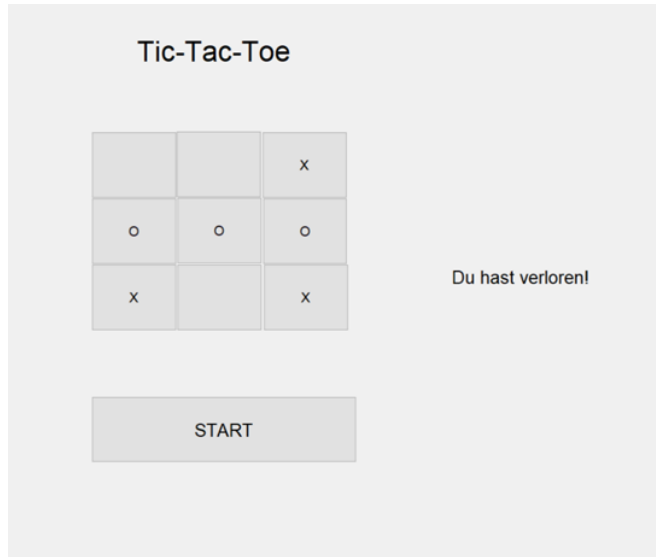 Tic-Tac-Toe
x
o o o
Du hast verloren!
x x
START